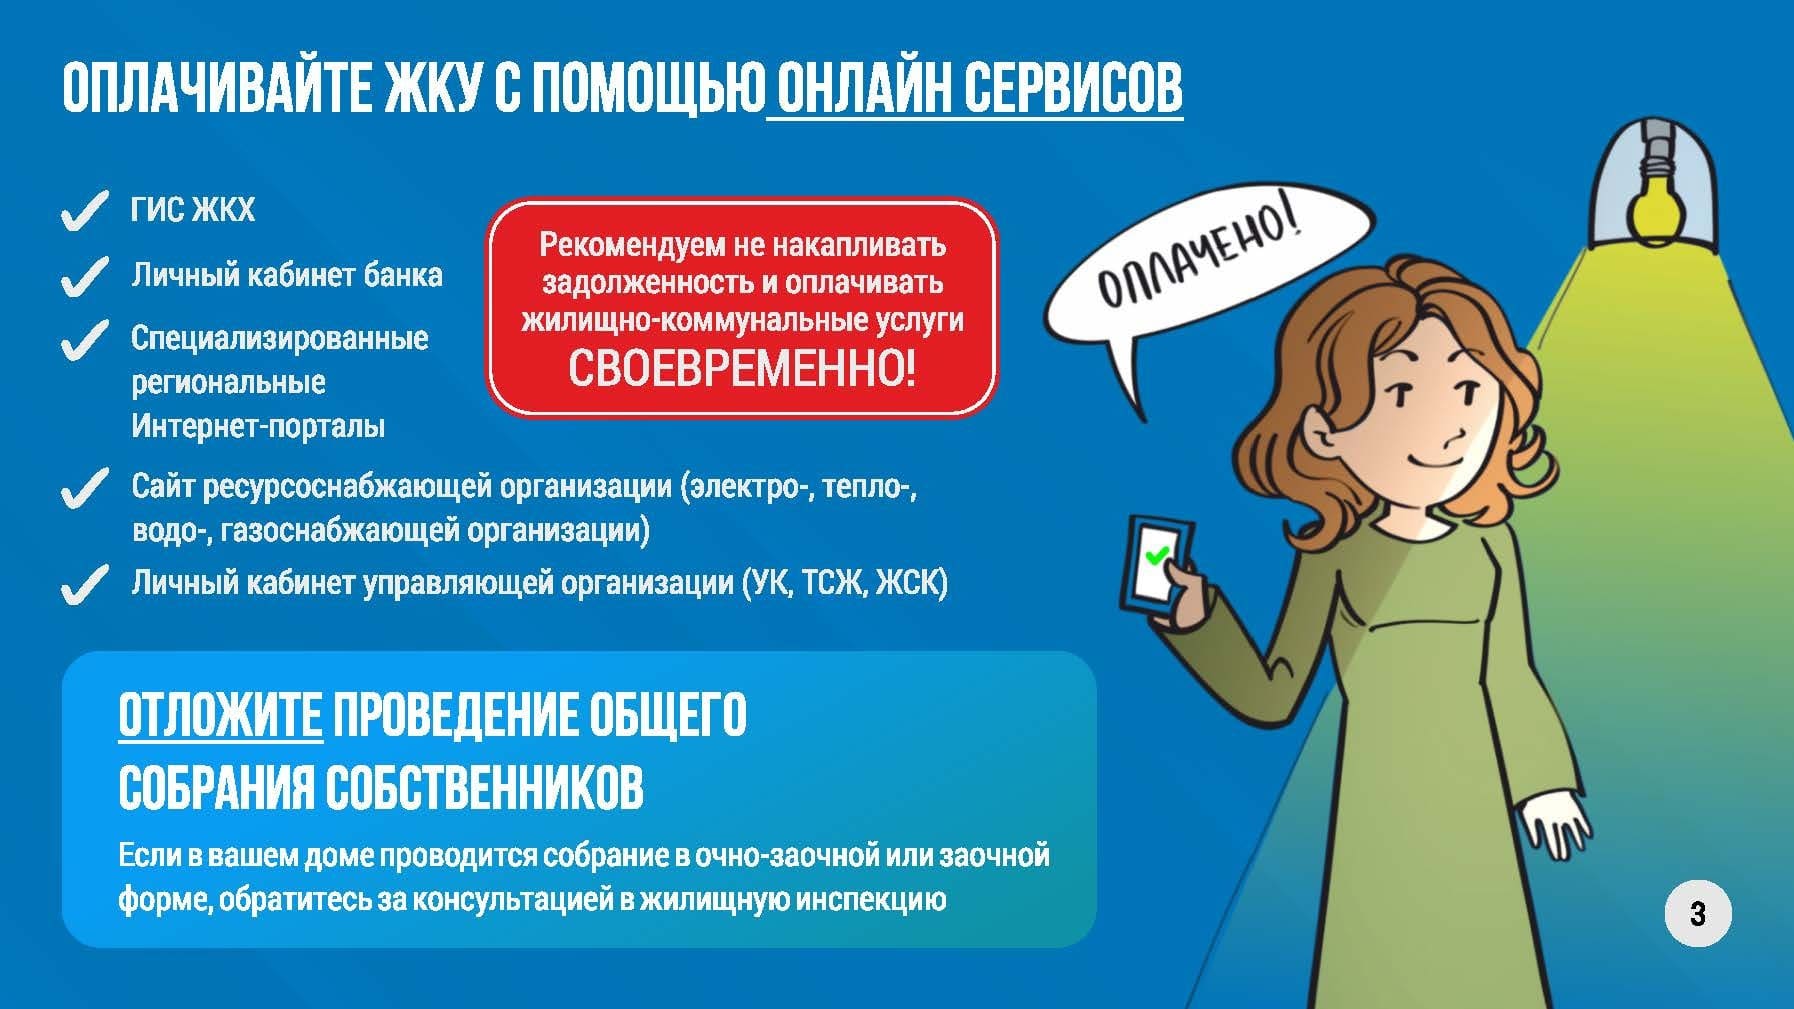 ОПЛАЧИВАЙТЕ ЖКУ С ПОМОЩЬЮ ОНЛАЙН СЕРВИСОВ
ГИС ЖКХ
Личный кабинет банка
Специализированные
региональные
Интернет-порталы
Рекомендуем не накапливать
задолженность и оплачивать
жилищно-коммунальные услуги
СВОЕВРЕМЕННО!
ОПЛАЧЕНО!
Сайт ресурсоснабжающей организации (электро-, тепло-,
водо-, газоснабжающей организации)
Личный кабинет управляющей организации (УК, ТСЖ, ЖСК)
ОТЛОЖИТЕ ПРОВЕДЕНИЕ ОБЩЕГО
СОБРАНИЯ СОБСТВЕННИКОВ
Если в вашем доме проводится собрание в очно-заочной или заочной
форме, обратитесь за консультацией в жилищную инспекцию
3